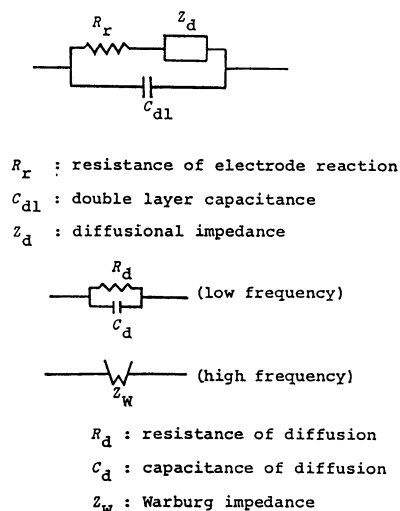 R_r Z_d
C_dl
R_r : resistance of electrode reaction
C_dl : double layer capacitance
Z_d : diffusional impedance
R_d
(low frequency)
C_d
(high frequency)
Z_W
R_d : resistance of diffusion
C_d : capacitance of diffusion
Z_W : Warburg impedance